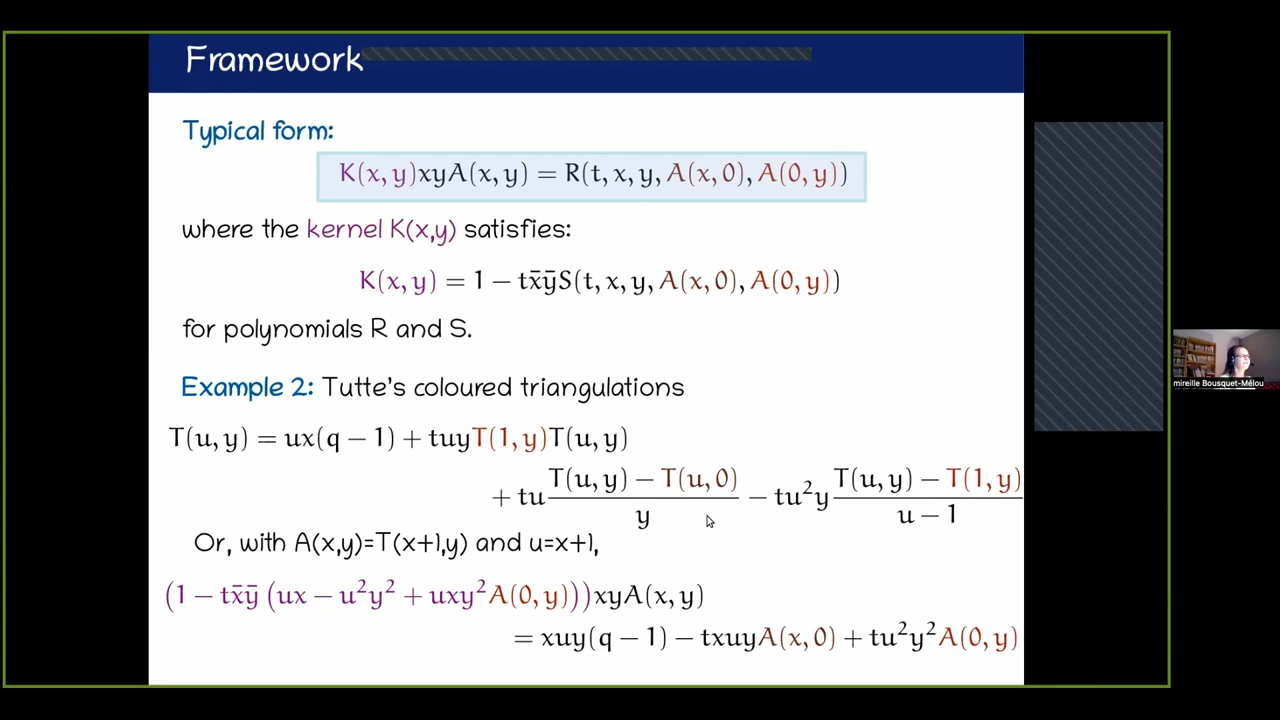 Framework
Typical form:
K(x, y)xyA(x, y) = R(t, x, y, A(x, 0), A(0, y))
where the kernel K(x,y) satisfies:
K(x, y) = 1 − tx̄ȳS(t, x, y, A(x, 0), A(0, y))
for polynomials R and S.
Example 2: Tutte's coloured triangulations
T(u, y) = ux(q − 1) + tuyT(1, y)T(u, y)
+ tu (T(u, y) − T(u, 0))/y − tu²y (T(u, y) − T(1, y))/(u − 1)
Or, with A(x,y)=T(x+1,y) and u=x+1,
(1 − tx̄ȳ (ux − u²y² + uxy²A(0, y)))xyA(x, y)
= xuy(q − 1) − txuyA(x, 0) + tu²y²A(0, y)
mireille Bousquet-Mélou